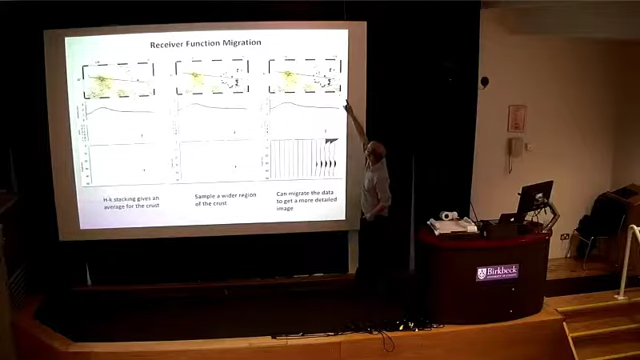 Receiver Function Migration
H-k stacking gives an
average for the crust
Sample a wider region
of the crust
Can migrate the data
to get a more detailed
image
Birkbeck